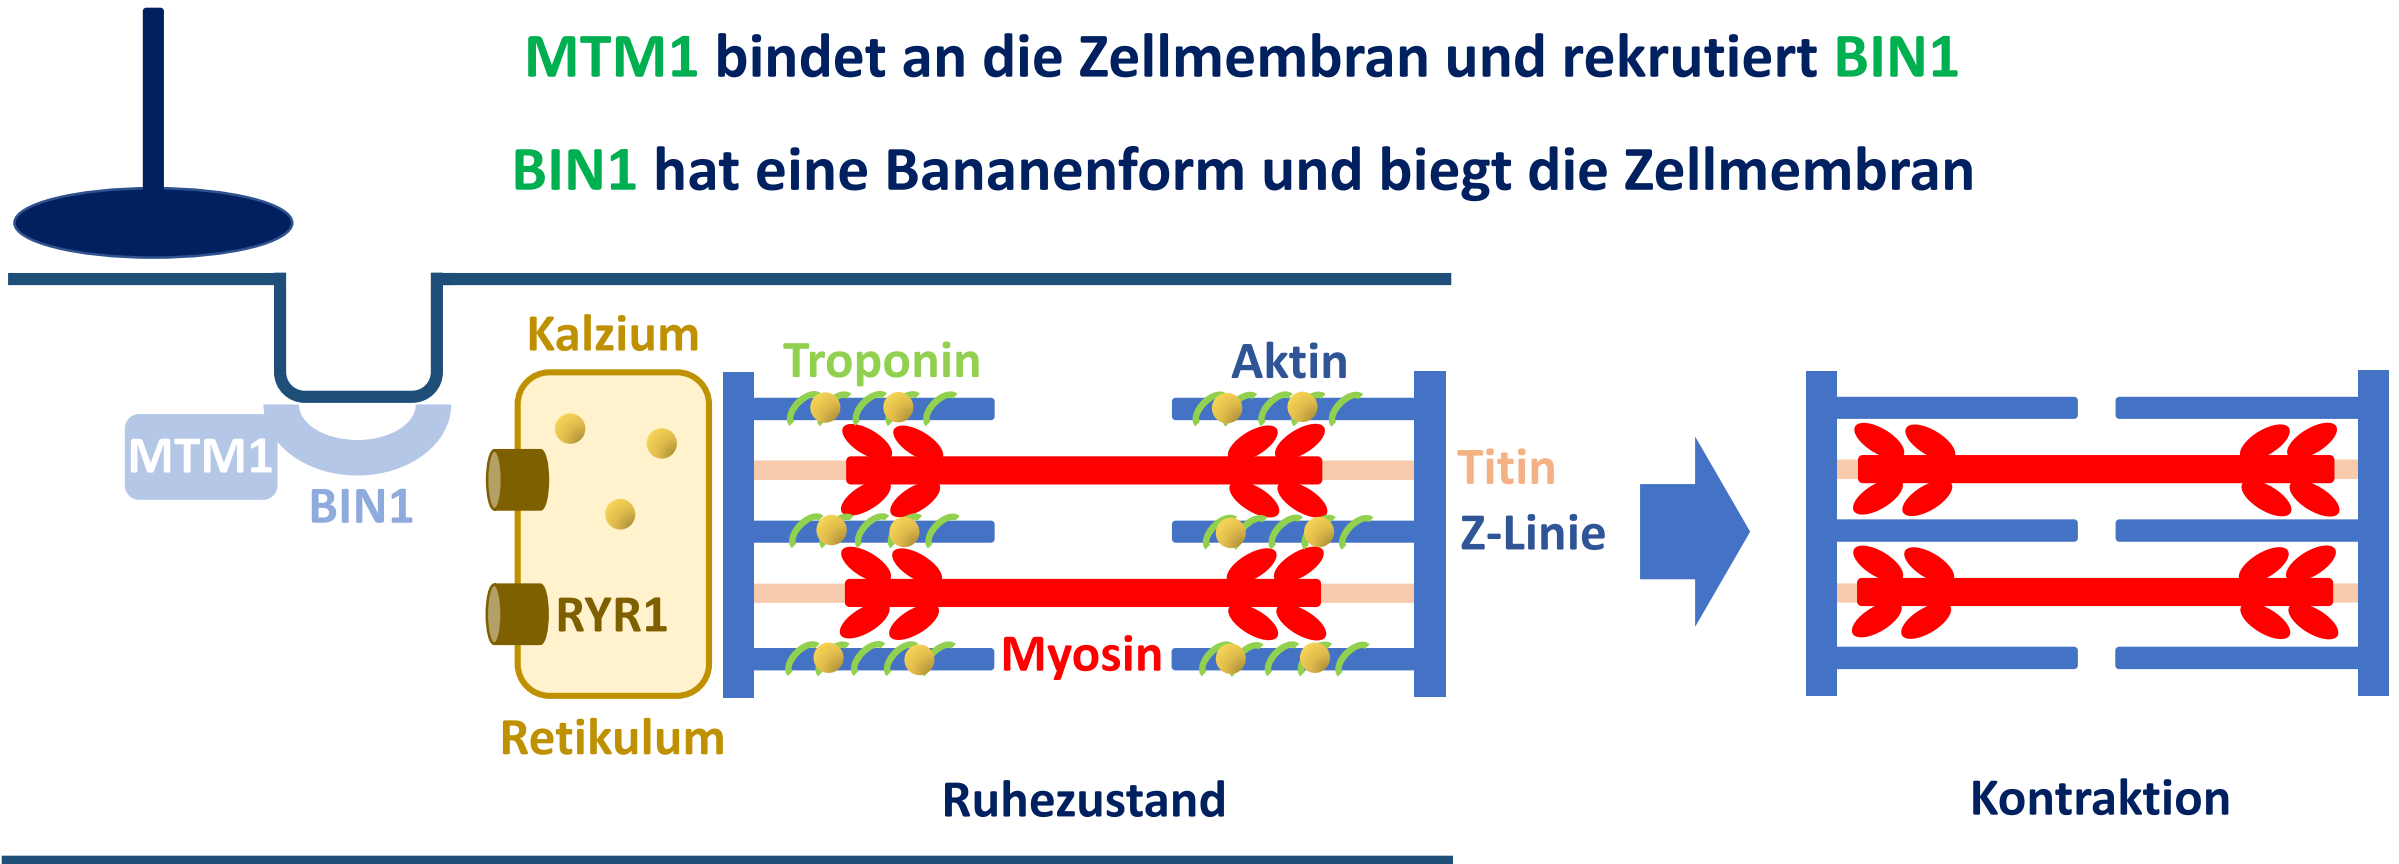 MTM1 bindet an die Zellmembran und rekrutiert BIN1
BIN1 hat eine Bananenform und biegt die Zellmembran
Kalzium
Troponin
Aktin
MTM1
BIN1
Titin
Z-Linie
RYR1
Myosin
Retikulum
Ruhezustand
Kontraktion